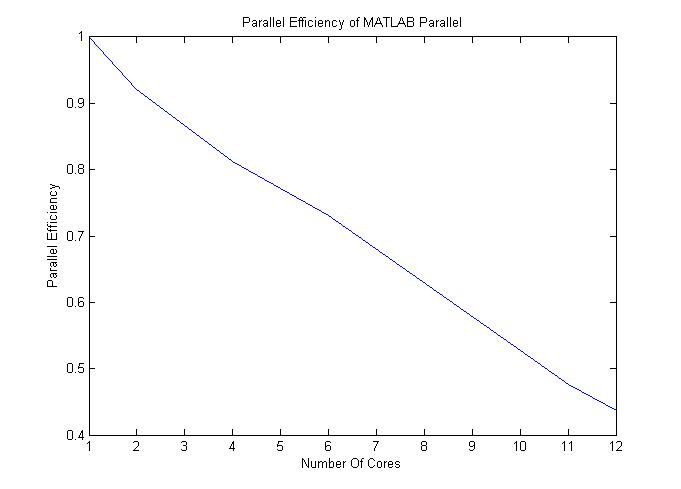 Parallel Efficiency of MATLAB Parallel
1
0.9
0.8
0.7
0.6
0.5
0.4
Parallel Efficiency
1 2 3 4 5 6 7 8 9 10 11 12
Number Of Cores